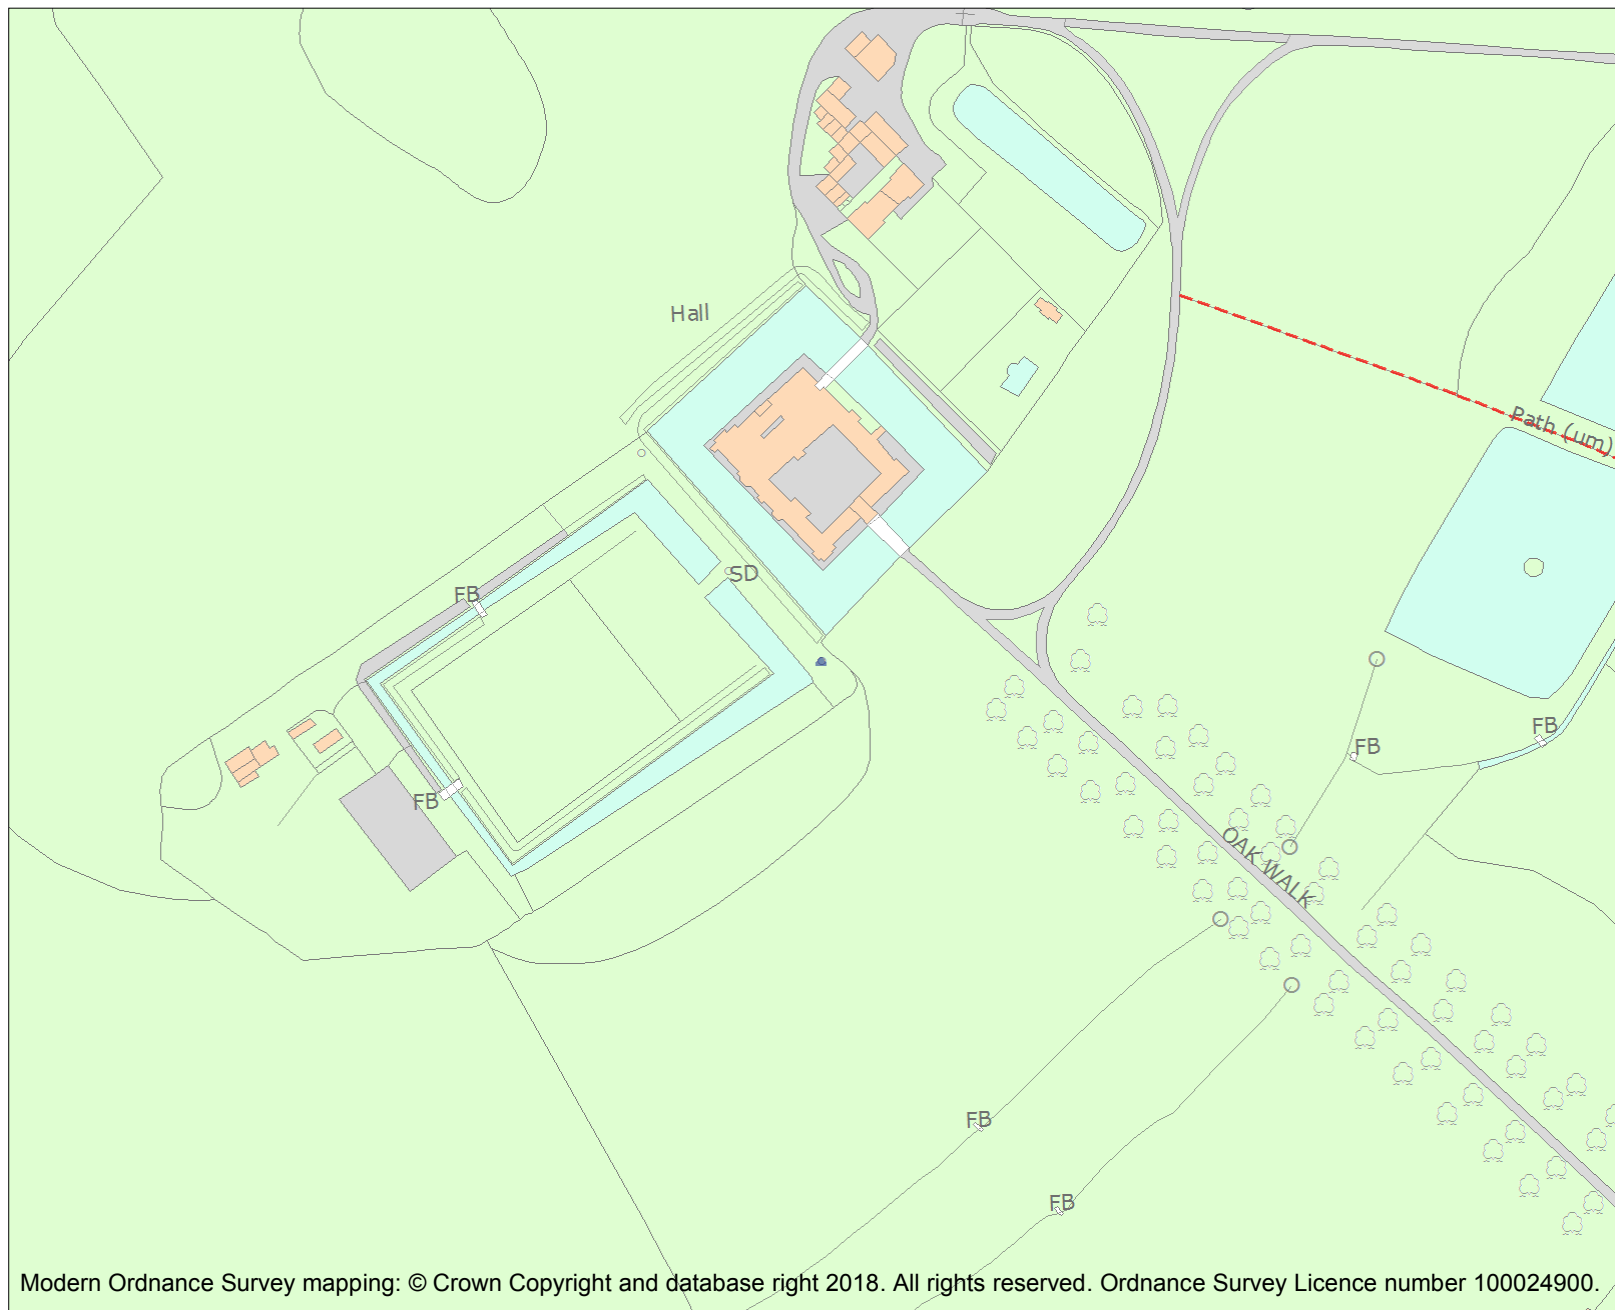 Hall
Path (um)
SD
FB
FB
FB
FB
OAK WALK
FB
FB
Modern Ordnance Survey mapping: © Crown Copyright and database right 2018. All rights reserved. Ordnance Survey Licence number 100024900.